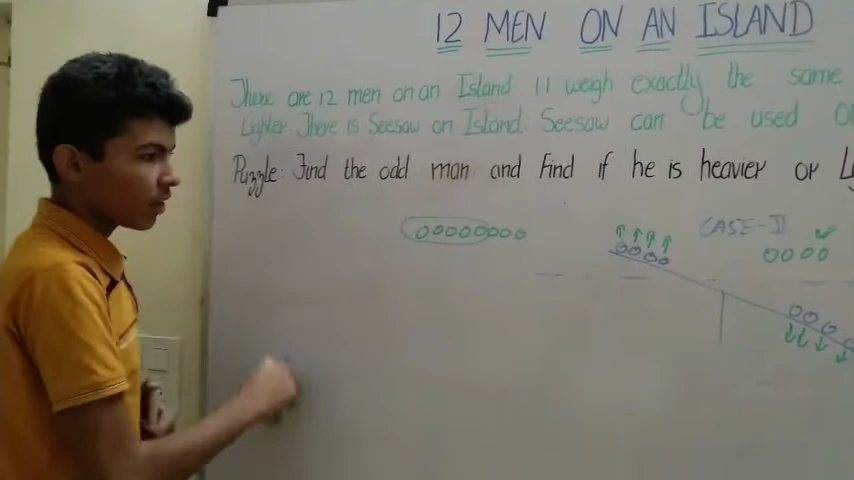 12 MEN ON AN ISLAND
There are 12 men on an Island 11 weigh exactly the same
Lighter. There is Seesaw on Island. Seesaw can be used
Puzzle: Find the odd man and Find if he is heavier or
CASE-II